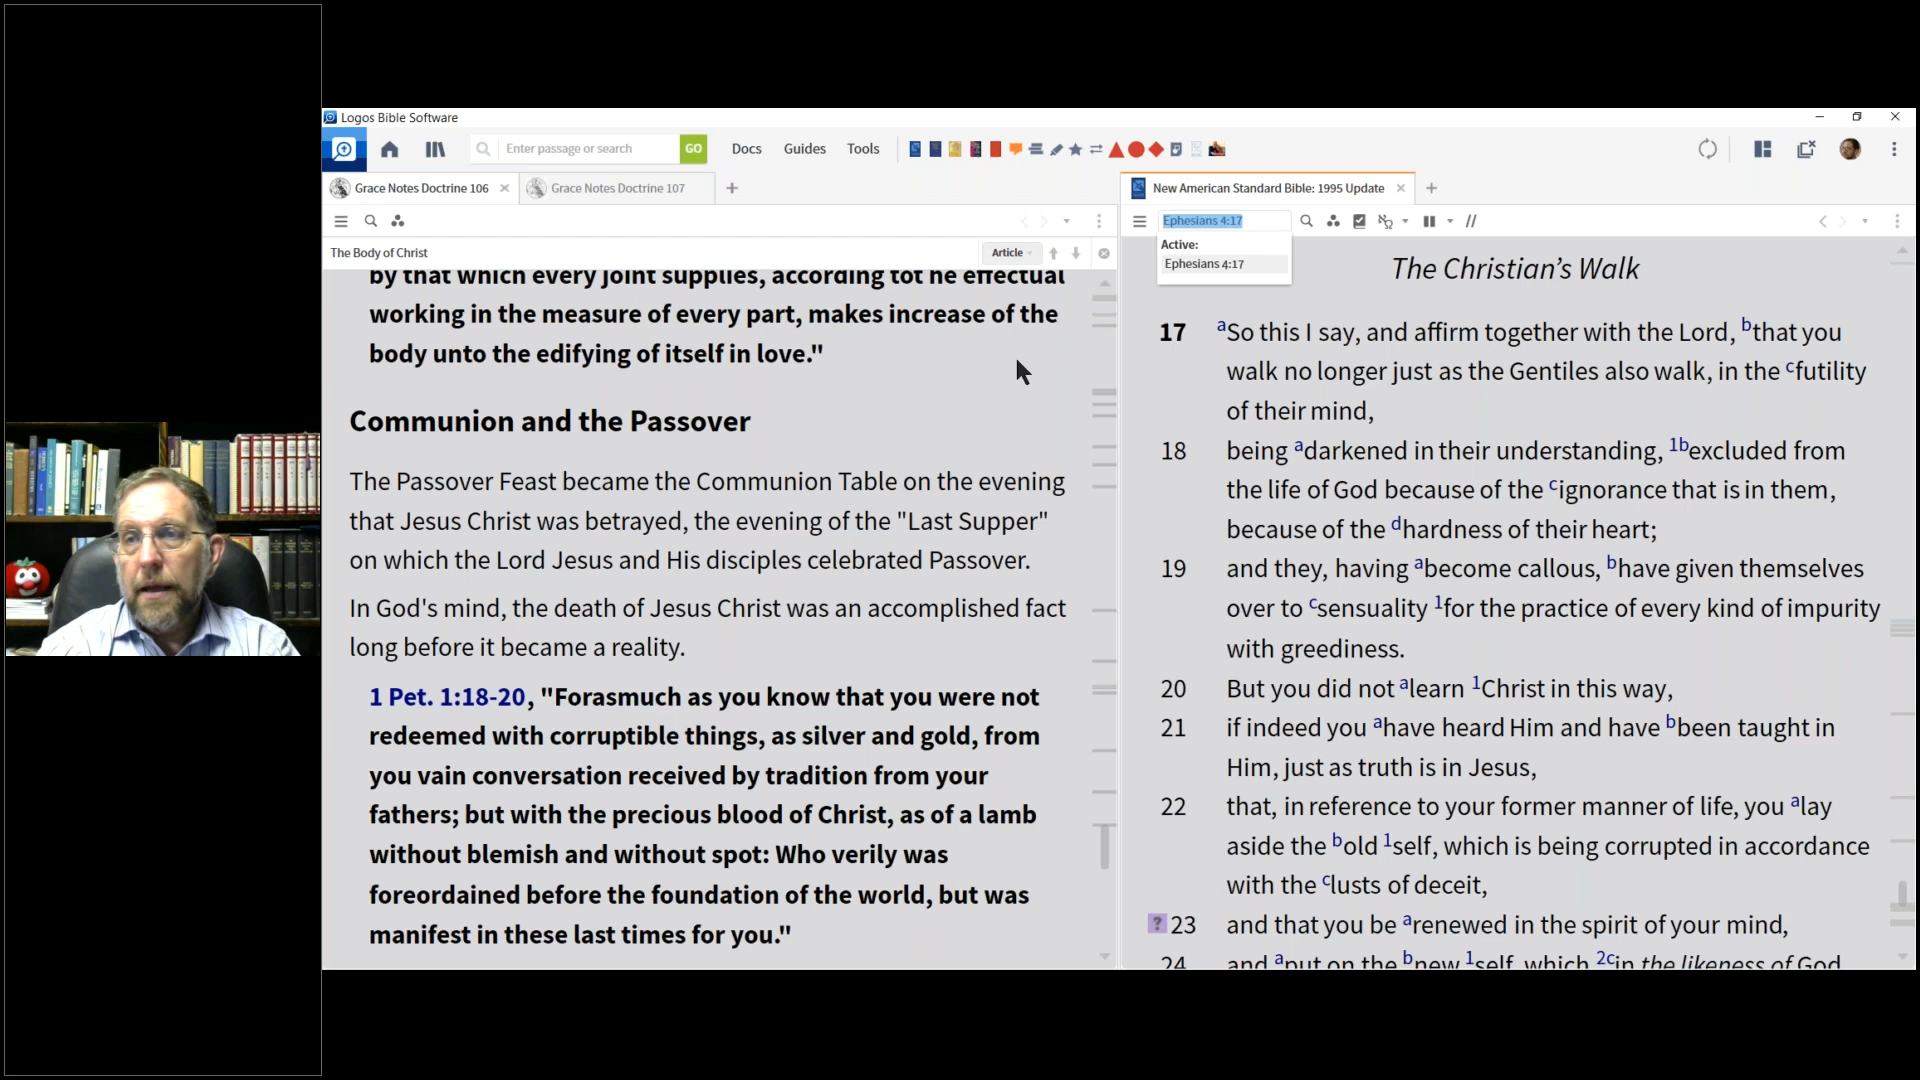 Logos Bible Software
Enter passage or search
GO
Docs
Guides
Tools
Grace Notes Doctrine 106
Grace Notes Doctrine 107
New American Standard Bible: 1995 Update
The Body of Christ
Article
by that which every joint supplies, according tot he effectual
working in the measure of every part, makes increase of the
body unto the edifying of itself in love."
Communion and the Passover
The Passover Feast became the Communion Table on the evening
that Jesus Christ was betrayed, the evening of the "Last Supper"
on which the Lord Jesus and His disciples celebrated Passover.
In God's mind, the death of Jesus Christ was an accomplished fact
long before it became a reality.
1 Pet. 1:18-20, "Forasmuch as you know that you were not
redeemed with corruptible things, as silver and gold, from
you vain conversation received by tradition from your
fathers; but with the precious blood of Christ, as of a lamb
without blemish and without spot: Who verily was
foreordained before the foundation of the world, but was
manifest in these last times for you."
Ephesians 4:17
Active:
Ephesians 4:17
The Christian's Walk
17 aSo this I say, and affirm together with the Lord, bthat you
walk no longer just as the Gentiles also walk, in the cfutility
of their mind,
18 being adarkened in their understanding, 1bexcluded from
the life of God because of the cignorance that is in them,
because of the dhardness of their heart;
19 and they, having abecome callous, bhave given themselves
over to csensuality 1for the practice of every kind of impurity
with greediness.
20 But you did not alearn 1Christ in this way,
21 if indeed you ahave heard Him and have bbeen taught in
Him, just as truth is in Jesus,
22 that, in reference to your former manner of life, you alay
aside the bold 1self, which is being corrupted in accordance
with the clusts of deceit,
? 23 and that you be arenewed in the spirit of your mind,
24 and aput on the bnew 1self, which 2cin the likeness of God